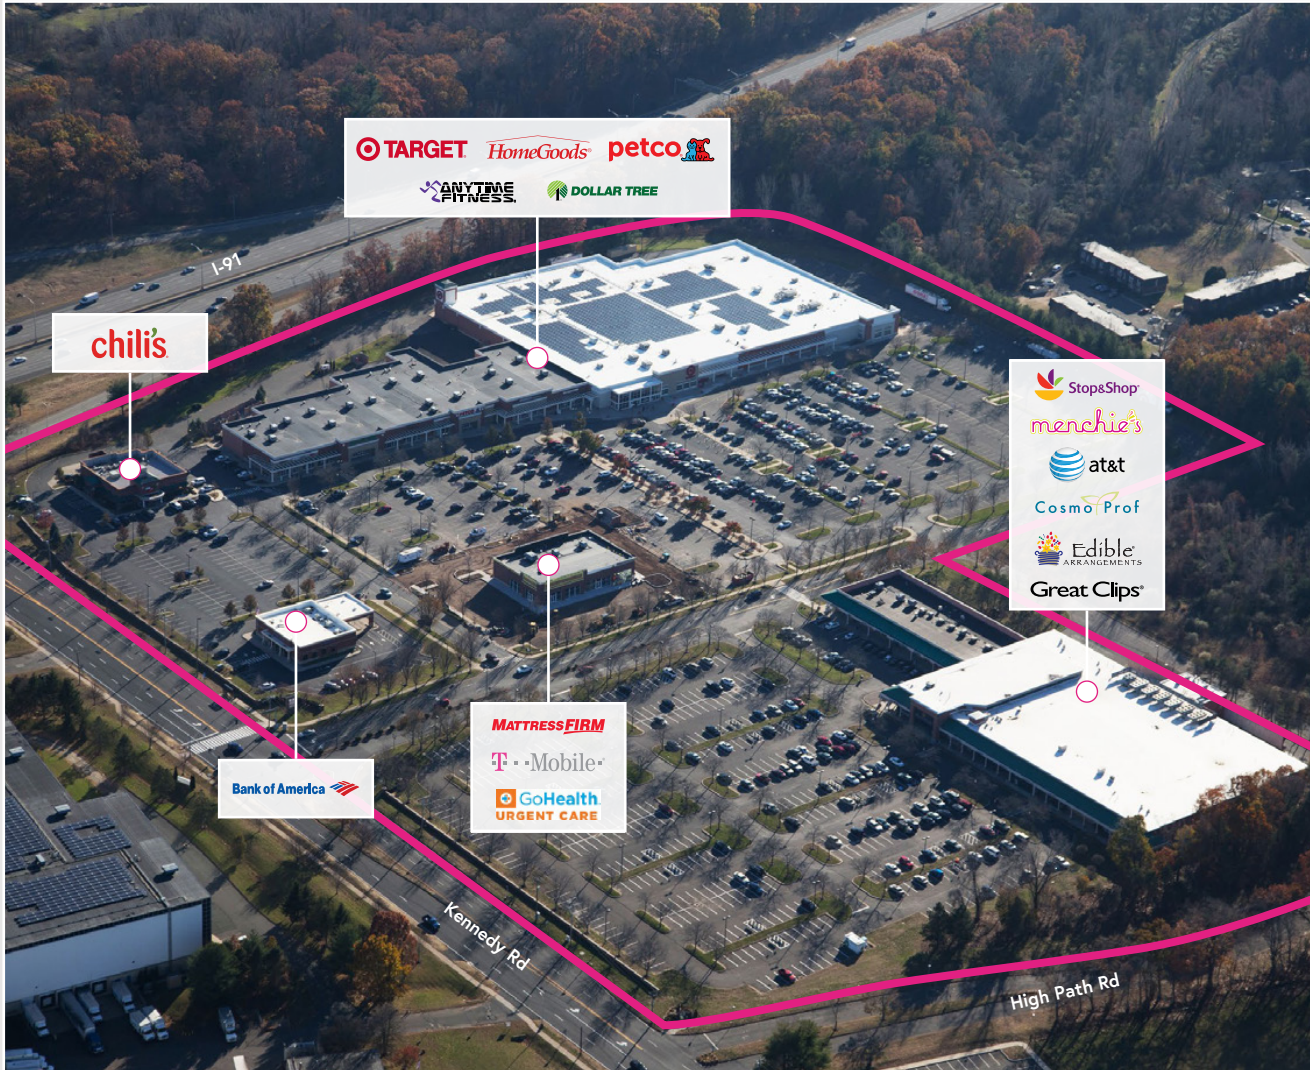 TARGET HomeGoods petco
ANYTIME FITNESS. DOLLAR TREE
I-91
chili's
Stop&Shop
menchie's
at&t
Cosmo Prof
Edible
ARRANGEMENTS
Great Clips
MATTRESS FIRM
T · · Mobile ·
GoHealth
URGENT CARE
Bank of America
Kennedy Rd
High Path Rd